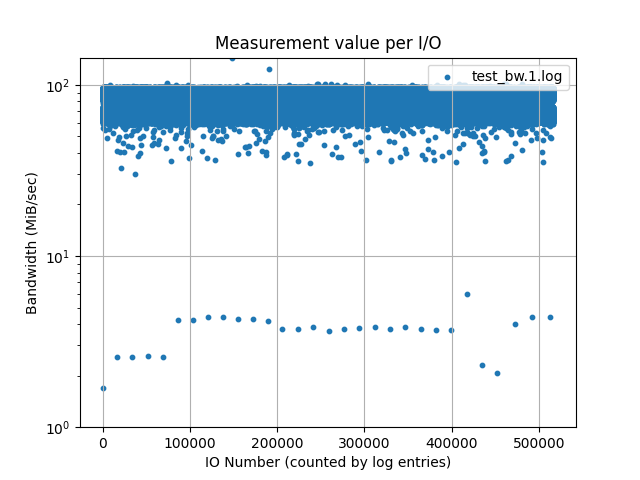 Measurement value per I/O
test_bw.1.log
Bandwidth (MiB/sec)
10²
10¹
10⁰
0 100000 200000 300000 400000 500000
IO Number (counted by log entries)